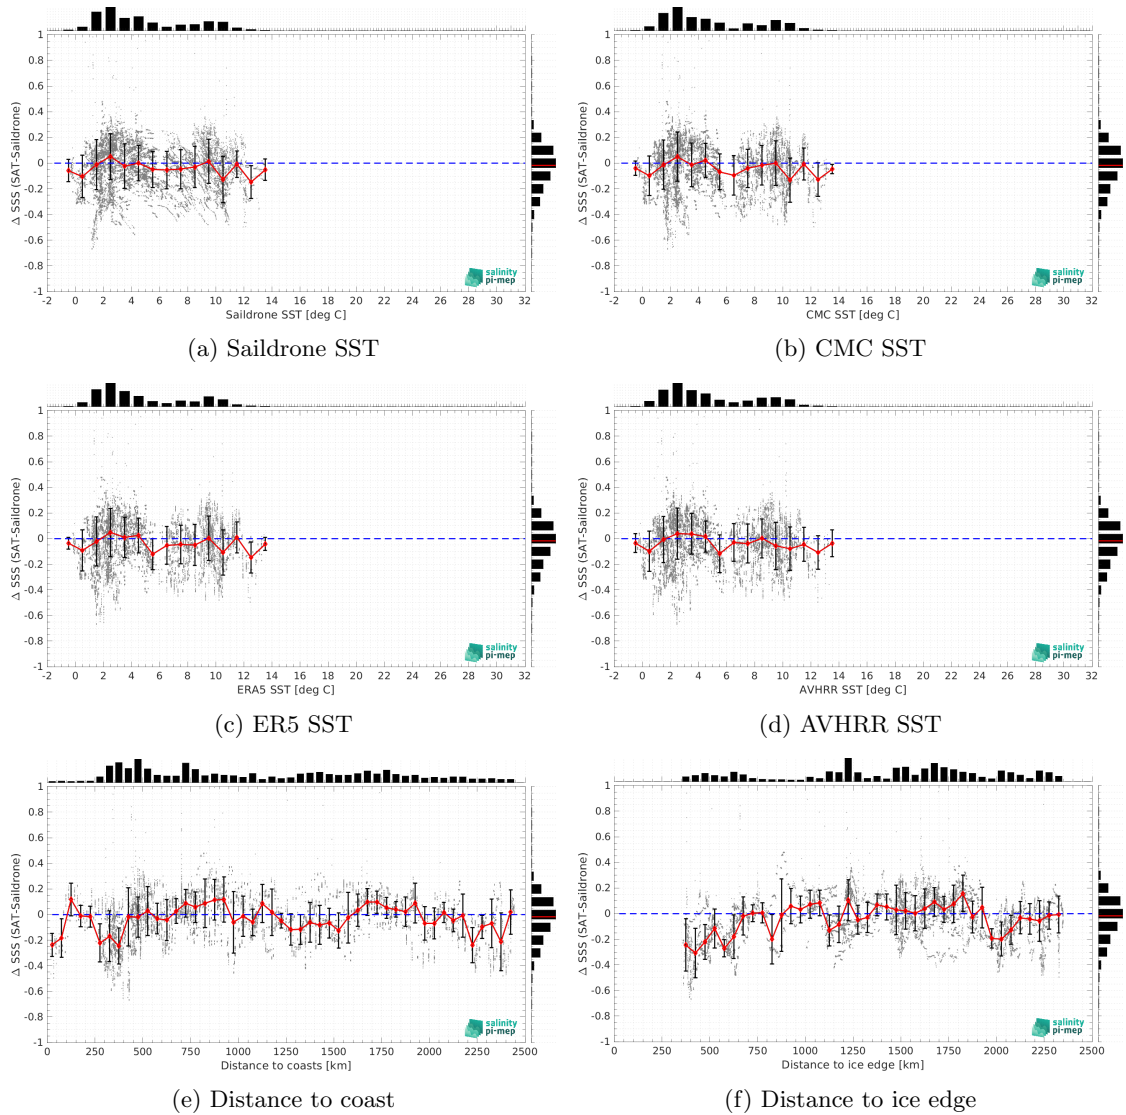 1
0.8
0.6
0.4
0.2
0
-0.2
-0.4
-0.6
-0.8
-1
Δ SSS (SAT-Saildrone)
-2 0 2 4 6 8 10 12 14 16 18 20 22 24 26 28 30 32
Saildrone SST [deg C]
salinity
pi-mep
(a) Saildrone SST
1
0.8
0.6
0.4
0.2
0
-0.2
-0.4
-0.6
-0.8
-1
Δ SSS (SAT-Saildrone)
-2 0 2 4 6 8 10 12 14 16 18 20 22 24 26 28 30 32
CMC SST [deg C]
salinity
pi-mep
(b) CMC SST
1
0.8
0.6
0.4
0.2
0
-0.2
-0.4
-0.6
-0.8
-1
Δ SSS (SAT-Saildrone)
-2 0 2 4 6 8 10 12 14 16 18 20 22 24 26 28 30 32
ERA5 SST [deg C]
salinity
pi-mep
(c) ER5 SST
1
0.8
0.6
0.4
0.2
0
-0.2
-0.4
-0.6
-0.8
-1
Δ SSS (SAT-Saildrone)
-2 0 2 4 6 8 10 12 14 16 18 20 22 24 26 28 30 32
AVHRR SST [deg C]
salinity
pi-mep
(d) AVHRR SST
1
0.8
0.6
0.4
0.2
0
-0.2
-0.4
-0.6
-0.8
-1
Δ SSS (SAT-Saildrone)
0 250 500 750 1000 1250 1500 1750 2000 2250 2500
Distance to coasts [km]
salinity
pi-mep
(e) Distance to coast
1
0.8
0.6
0.4
0.2
0
-0.2
-0.4
-0.6
-0.8
-1
Δ SSS (SAT-Saildrone)
0 250 500 750 1000 1250 1500 1750 2000 2250 2500
Distance to ice edge [km]
salinity
pi-mep
(f) Distance to ice edge